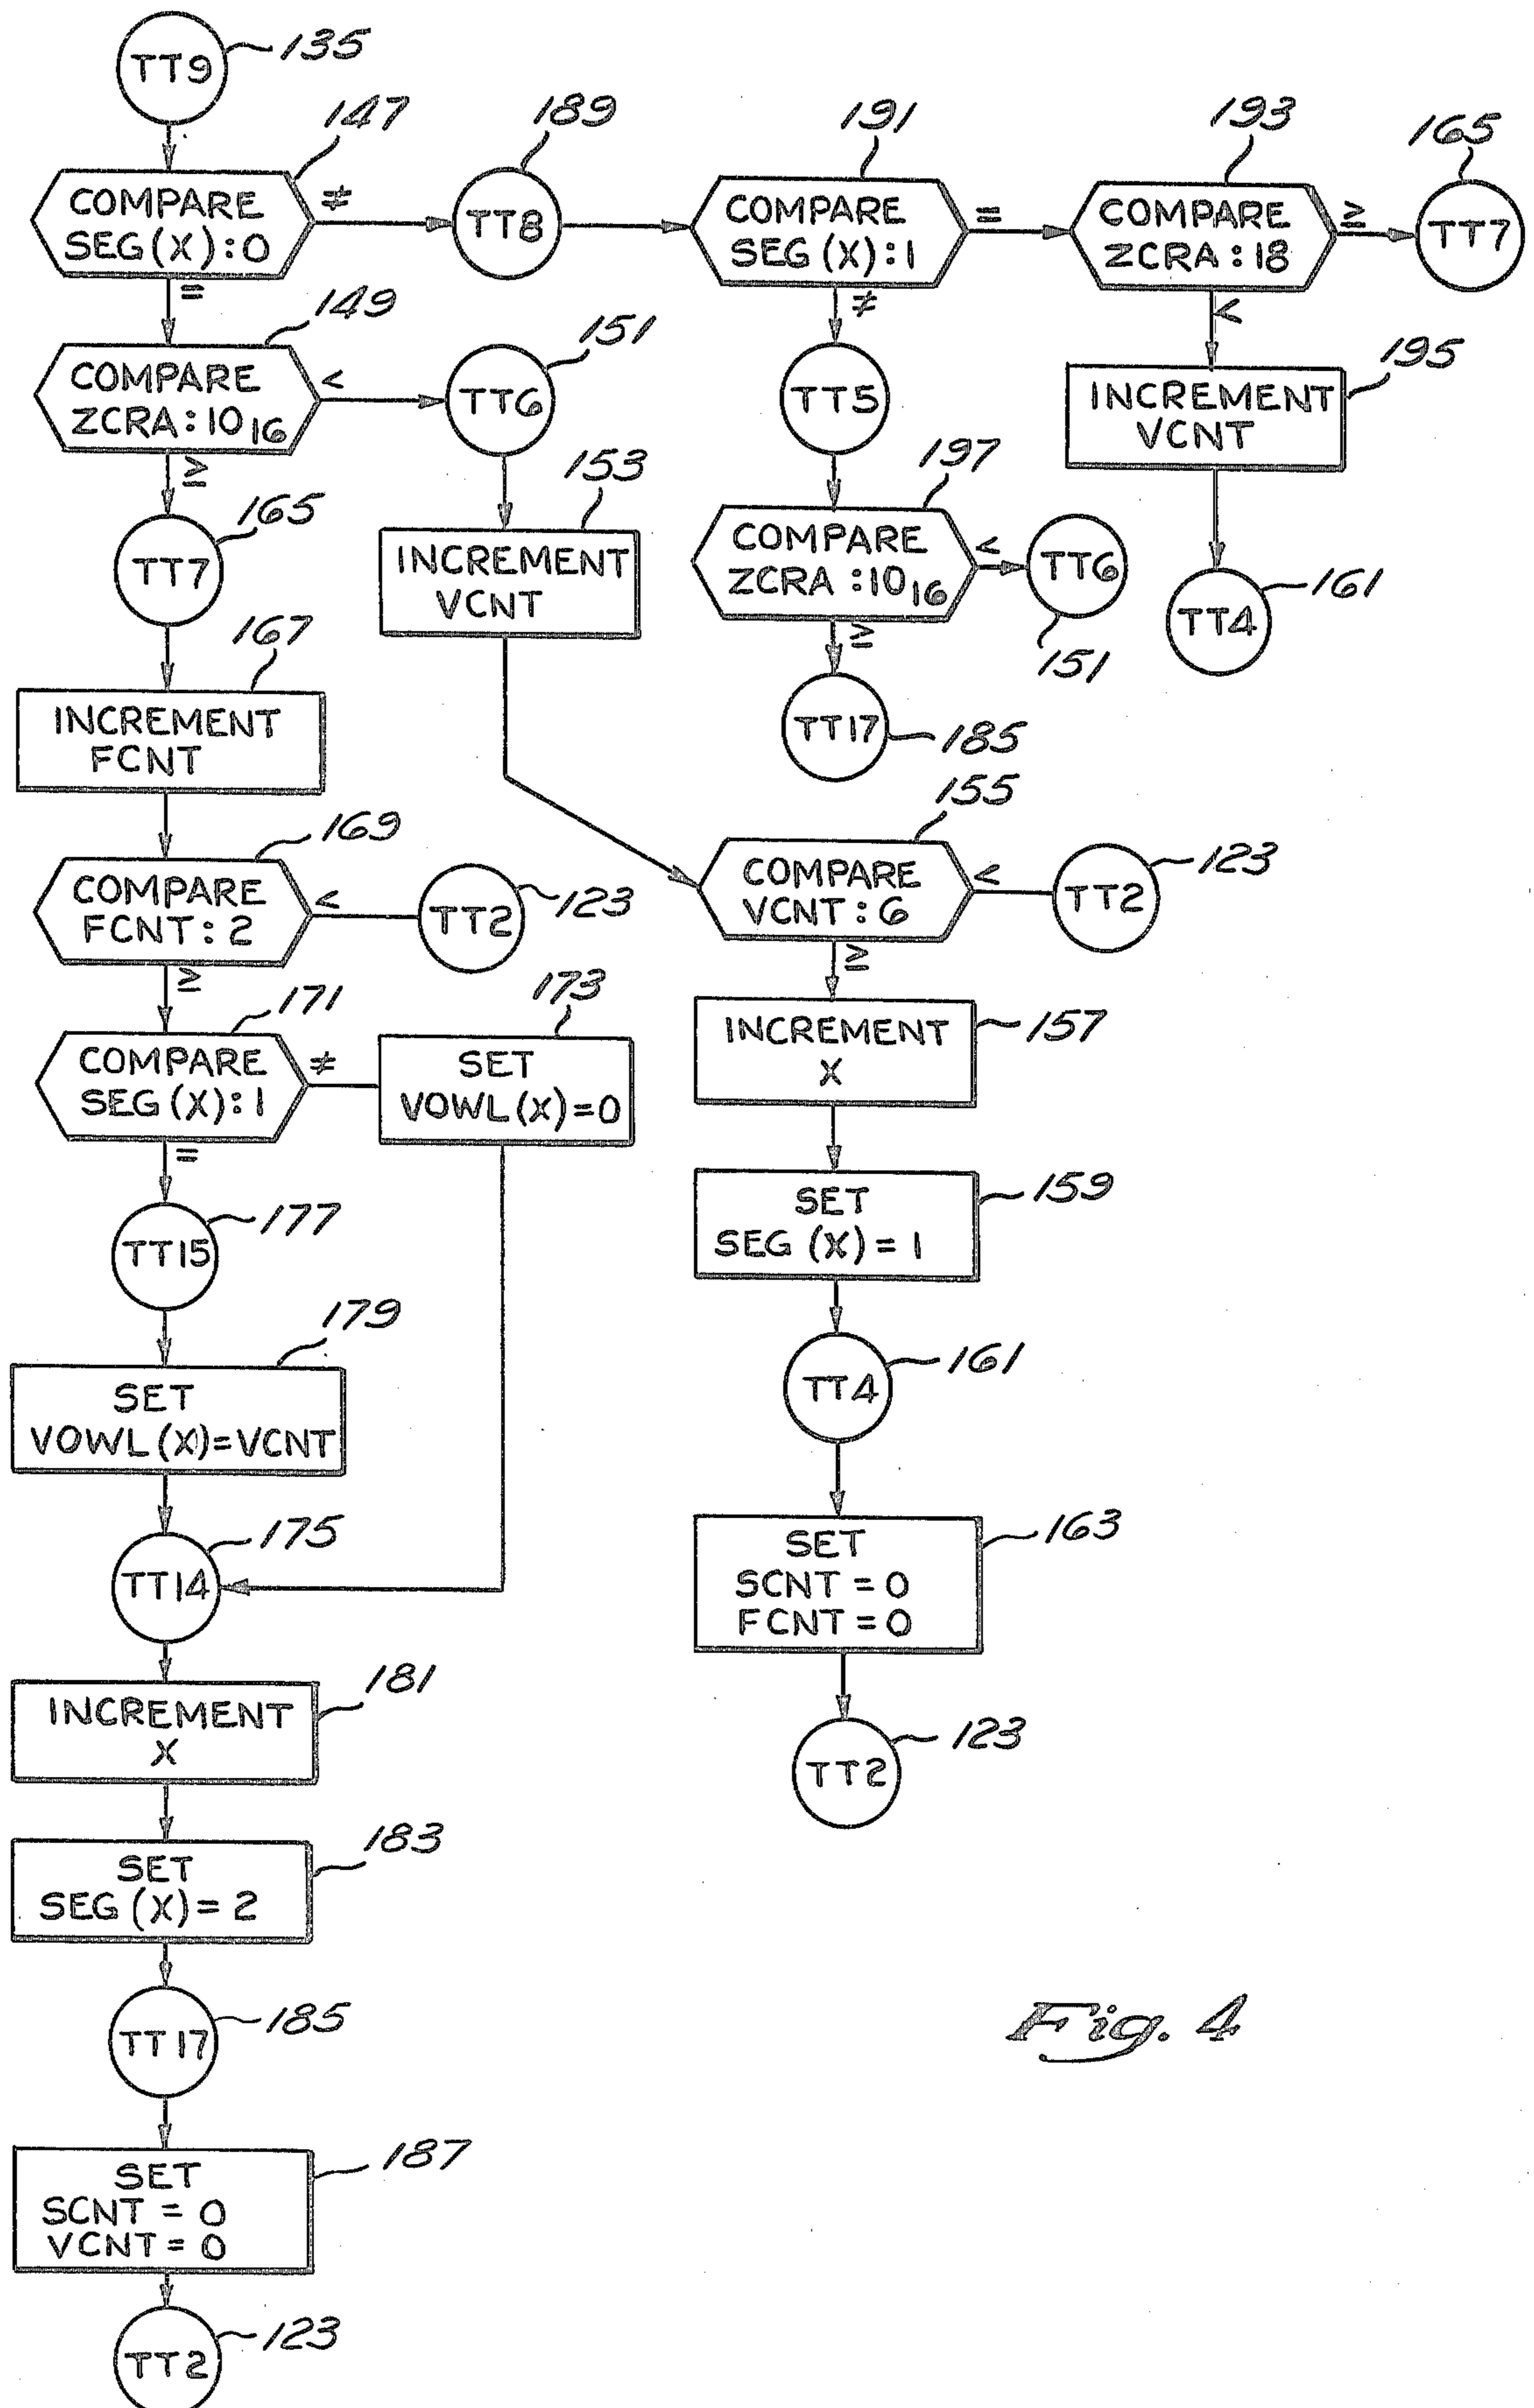 TT9
135
COMPARE
SEG(X):0
147
≠
=
TT8
189
COMPARE
SEG(X):1
191
=
≠
COMPARE
ZCRA:18
193
≥
<
TT7
165
COMPARE
ZCRA:10₁₆
149
<
≥
TT6
151
INCREMENT
VCNT
153
TT5
INCREMENT
VCNT
195
TT4
161
COMPARE
ZCRA:10₁₆
197
<
≥
TT6
151
TT17
185
TT7
165
INCREMENT
FCNT
167
COMPARE
FCNT:2
169
<
≥
TT2
123
COMPARE
VCNT:6
155
<
≥
TT2
123
COMPARE
SEG(X):1
171
≠
=
SET
VOWL(X)=0
173
INCREMENT
X
157
SET
SEG(X)=1
159
TT15
177
SET
VOWL(X)=VCNT
179
TT4
161
TT14
175
SET
SCNT=0
FCNT=0
163
TT2
123
INCREMENT
X
181
SET
SEG(X)=2
183
TT17
185
SET
SCNT=0
VCNT=0
187
TT2
123
Fig. 4